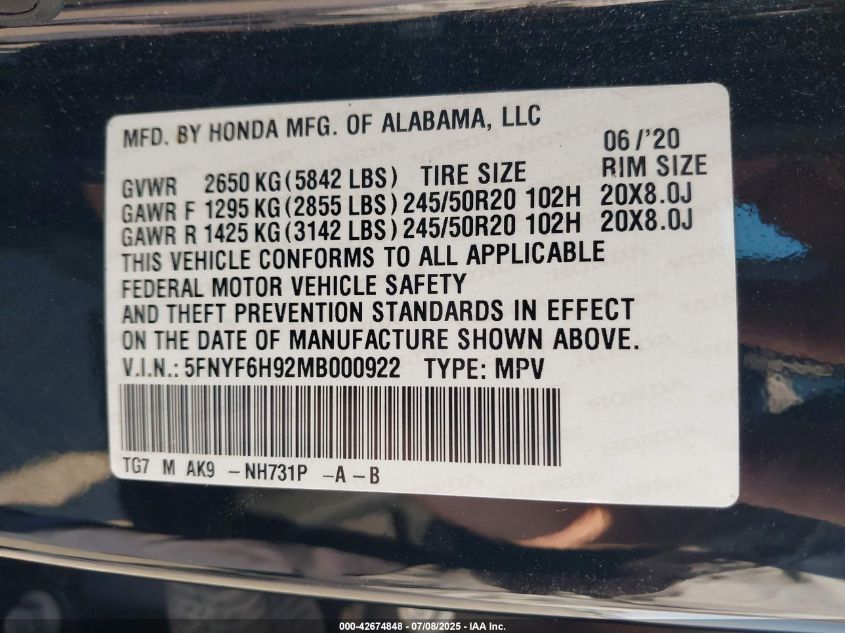 MFD. BY HONDA MFG. OF ALABAMA, LLC
06/'20
GVWR 2650 KG (5842 LBS) TIRE SIZE RIM SIZE
GAWR F 1295 KG (2855 LBS) 245/50R20 102H 20X8.0J
GAWR R 1425 KG (3142 LBS) 245/50R20 102H 20X8.0J
THIS VEHICLE CONFORMS TO ALL APPLICABLE
FEDERAL MOTOR VEHICLE SAFETY
AND THEFT PREVENTION STANDARDS IN EFFECT
ON THE DATE OF MANUFACTURE SHOWN ABOVE.
V.I.N.: 5FNYF6H92MB000922 TYPE: MPV
TG7 M AK9 -NH731P -A -B
000-42674848 - 07/08/2025 - IAA Inc.